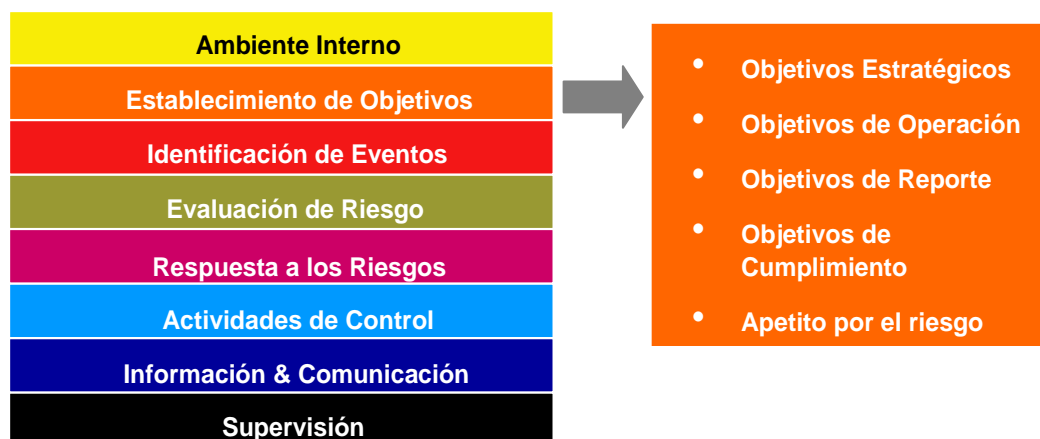 Ambiente Interno
Establecimiento de Objetivos
Identificación de Eventos
Evaluación de Riesgo
Respuesta a los Riesgos
Actividades de Control
Información & Comunicación
Supervisión
• Objetivos Estratégicos
• Objetivos de Operación
• Objetivos de Reporte
• Objetivos de
Cumplimiento
• Apetito por el riesgo